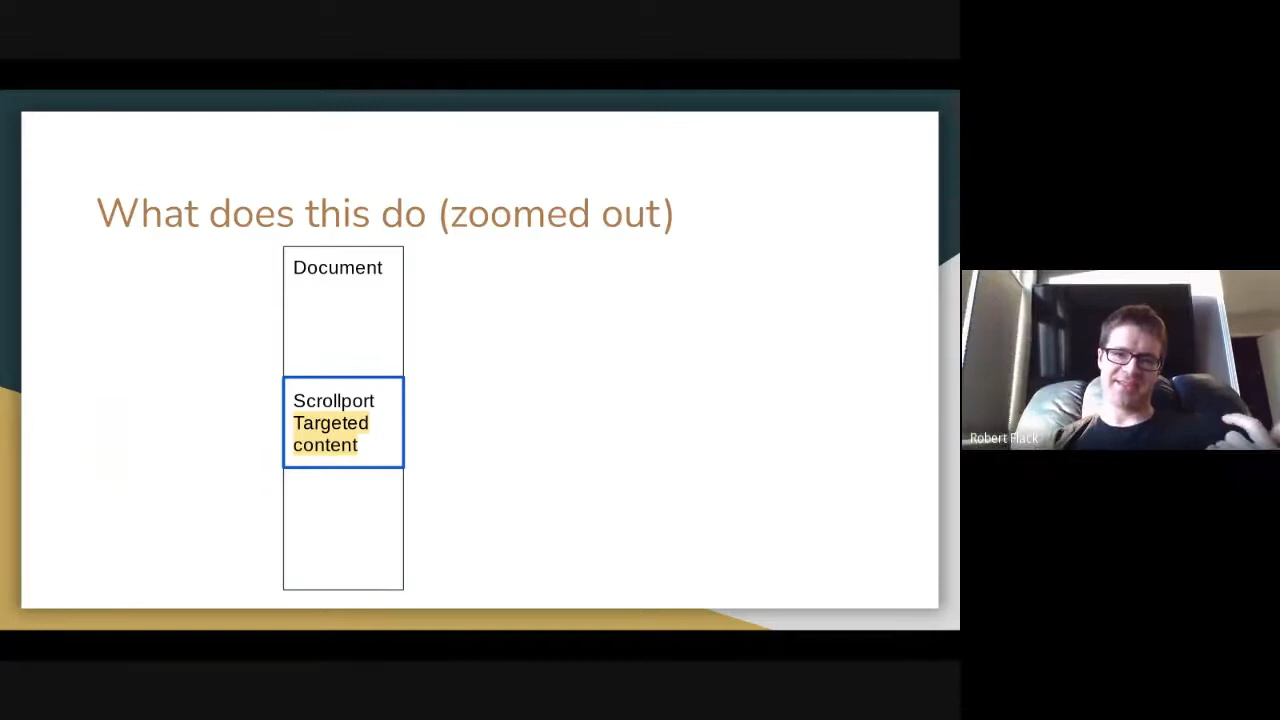 What does this do (zoomed out)
Document
Scrollport
Targeted
content
Robert Flack